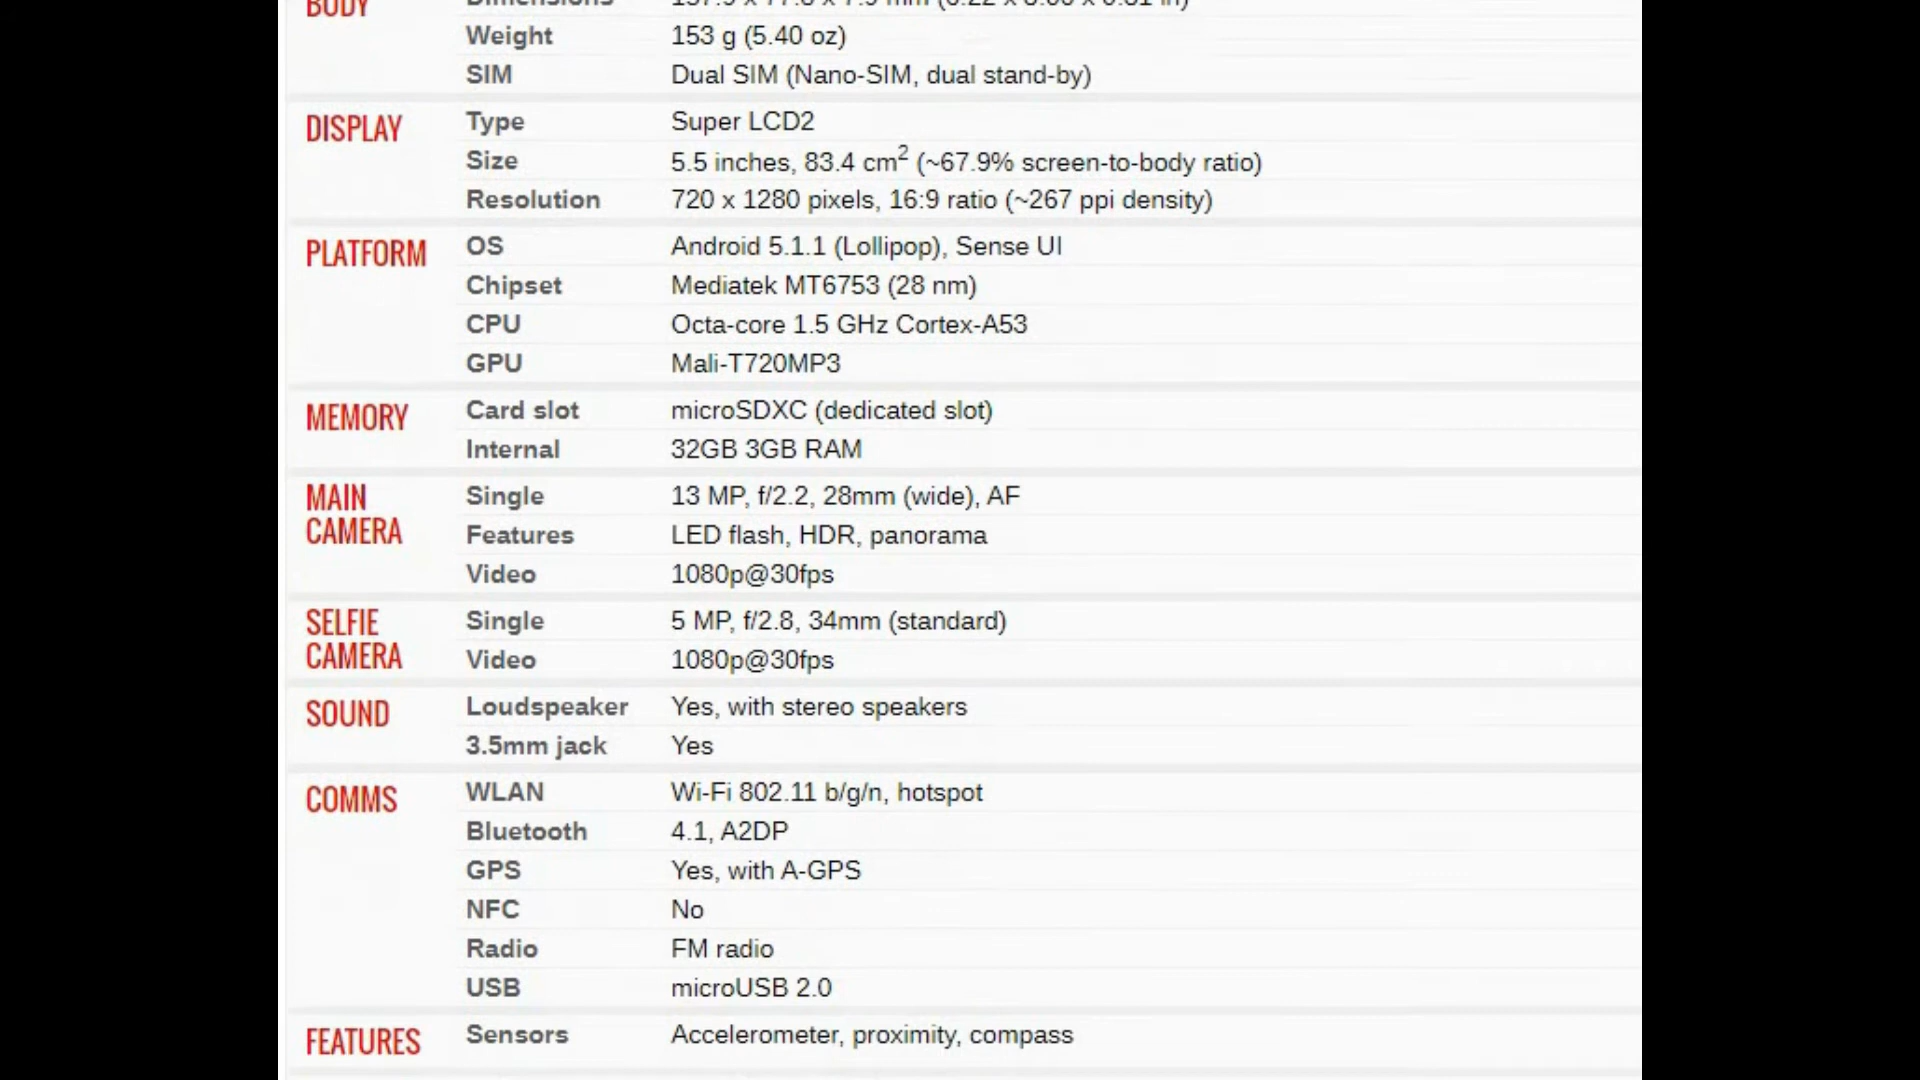 BODY
Weight 153 g (5.40 oz)
SIM Dual SIM (Nano-SIM, dual stand-by)
DISPLAY Type Super LCD2
Size 5.5 inches, 83.4 cm² (~67.9% screen-to-body ratio)
Resolution 720 x 1280 pixels, 16:9 ratio (~267 ppi density)
PLATFORM OS Android 5.1.1 (Lollipop), Sense UI
Chipset Mediatek MT6753 (28 nm)
CPU Octa-core 1.5 GHz Cortex-A53
GPU Mali-T720MP3
MEMORY Card slot microSDXC (dedicated slot)
Internal 32GB 3GB RAM
MAIN CAMERA Single 13 MP, f/2.2, 28mm (wide), AF
Features LED flash, HDR, panorama
Video 1080p@30fps
SELFIE CAMERA Single 5 MP, f/2.8, 34mm (standard)
Video 1080p@30fps
SOUND Loudspeaker Yes, with stereo speakers
3.5mm jack Yes
COMMS WLAN Wi-Fi 802.11 b/g/n, hotspot
Bluetooth 4.1, A2DP
GPS Yes, with A-GPS
NFC No
Radio FM radio
USB microUSB 2.0
FEATURES Sensors Accelerometer, proximity, compass